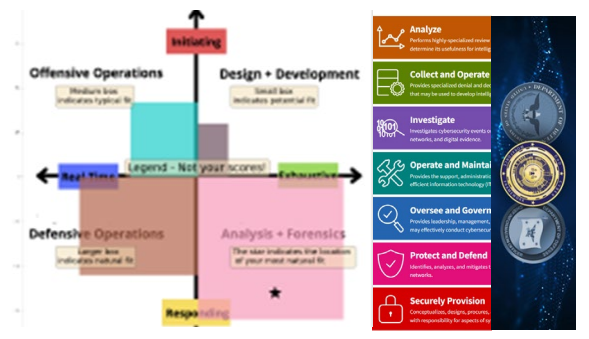 Initiating
Offensive Operations
Design + Development
Medium box
indicates typical fit
Small box
indicates potential fit
Legend - Not your scores!
Real-Time
Exhaustive
Defensive Operations
Analysis + Forensics
Larger box
indicates natural fit
The star indicates the location
of your most natural fit
Responding
Analyze
Performs highly-specialized review
determine its usefulness for
Collect and Operate
Provides specialized denial and
that may be used to develop
Investigate
Investigates cybersecurity events
networks, and digital evidence.
Operate and Maintai
Provides the support,
efficient information technology
Oversee and Govern
Provides leadership, management,
may effectively conduct
Protect and Defend
Identifies, analyzes, and mitigates
networks.
Securely Provision
Conceptualizes, designs, procures,
with responsibility for aspects of